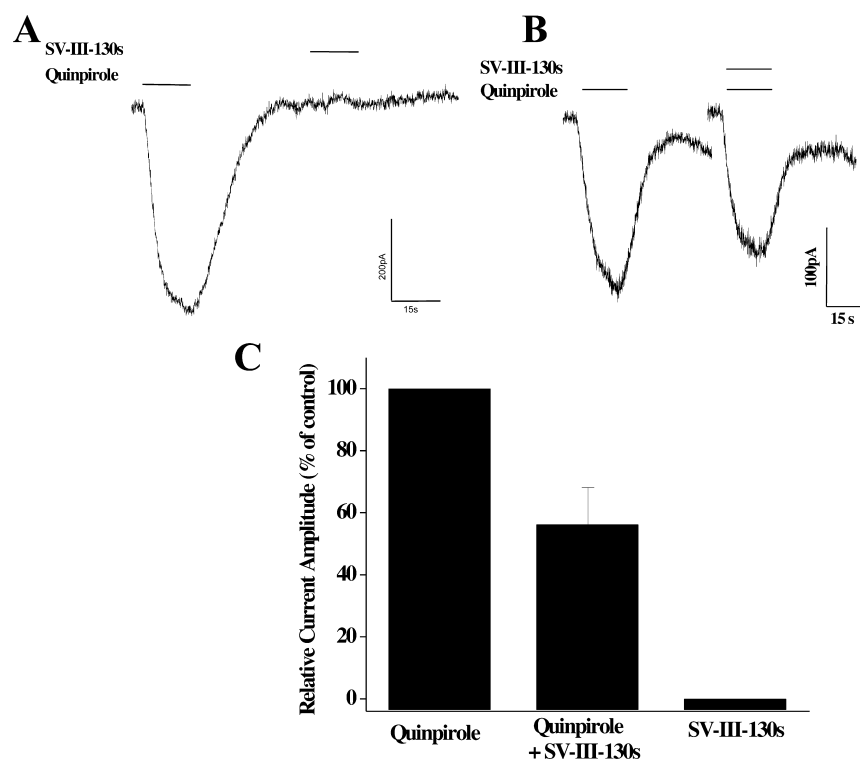 A
SV-III-130s
Quinpirole
200pA
15s
B
SV-III-130s
Quinpirole
100pA
15 s
C
Relative Current Amplitude (% of control)
100
80
60
40
20
0
Quinpirole
Quinpirole
+ SV-III-130s
SV-III-130s